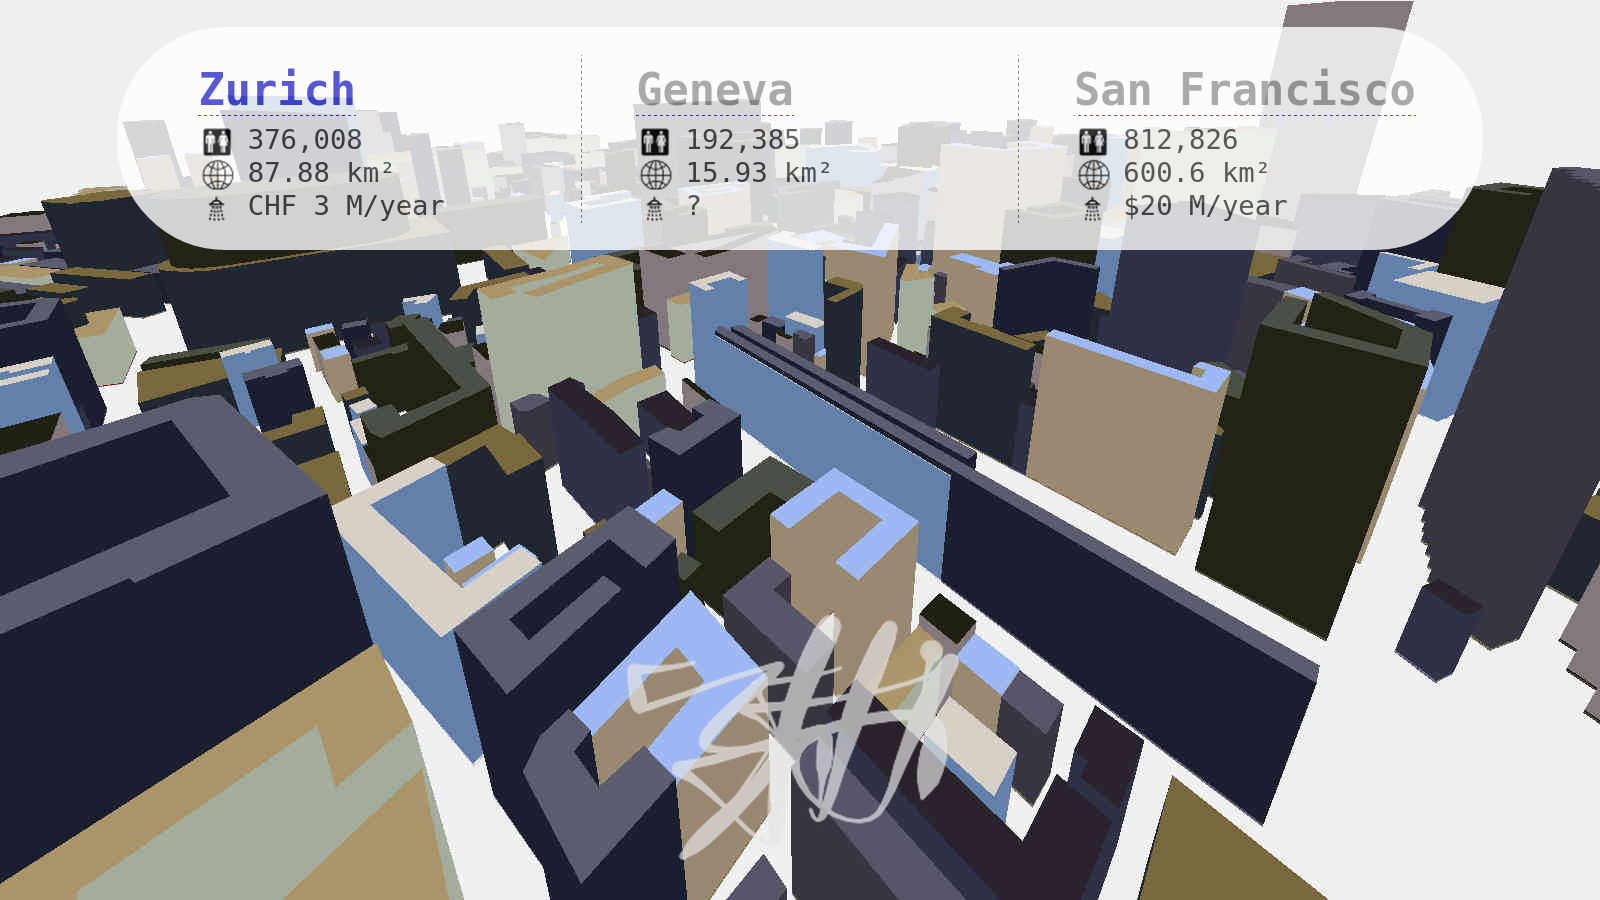 Zurich
376,008
87.88 km²
CHF 3 M/year
Geneva
192,385
15.93 km²
?
San Francisco
812,826
600.6 km²
$20 M/year